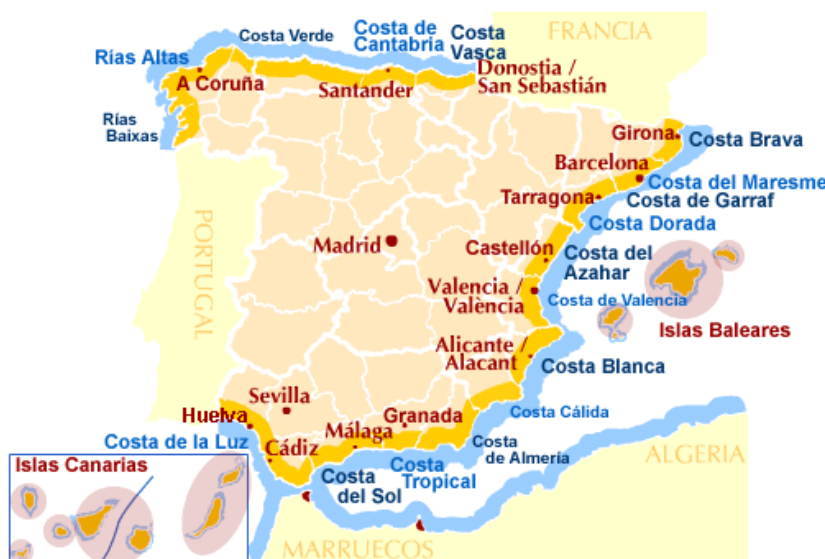 Costa Verde
Costa de
Cantabria
Costa
Vasca
FRANCIA
Rías Altas
A Coruña
Santander
Donostia /
San Sebastián
Rías
Baixas
Girona
Costa Brava
Barcelona
Costa del Maresme
Tarragona
Costa de Garraf
Costa Dorada
PORTUGAL
Madrid
Castellón
Costa del
Azahar
Valencia /
València
Costa de Valencia
Islas Baleares
Alicante /
Alacant
Costa Blanca
Sevilla
Huelva
Granada
Costa Cálida
Costa de la Luz
Málaga
Cádiz
Costa
de Almería
ALGERIA
Islas Canarias
Costa
del Sol
Costa
Tropical
MARRUECOS